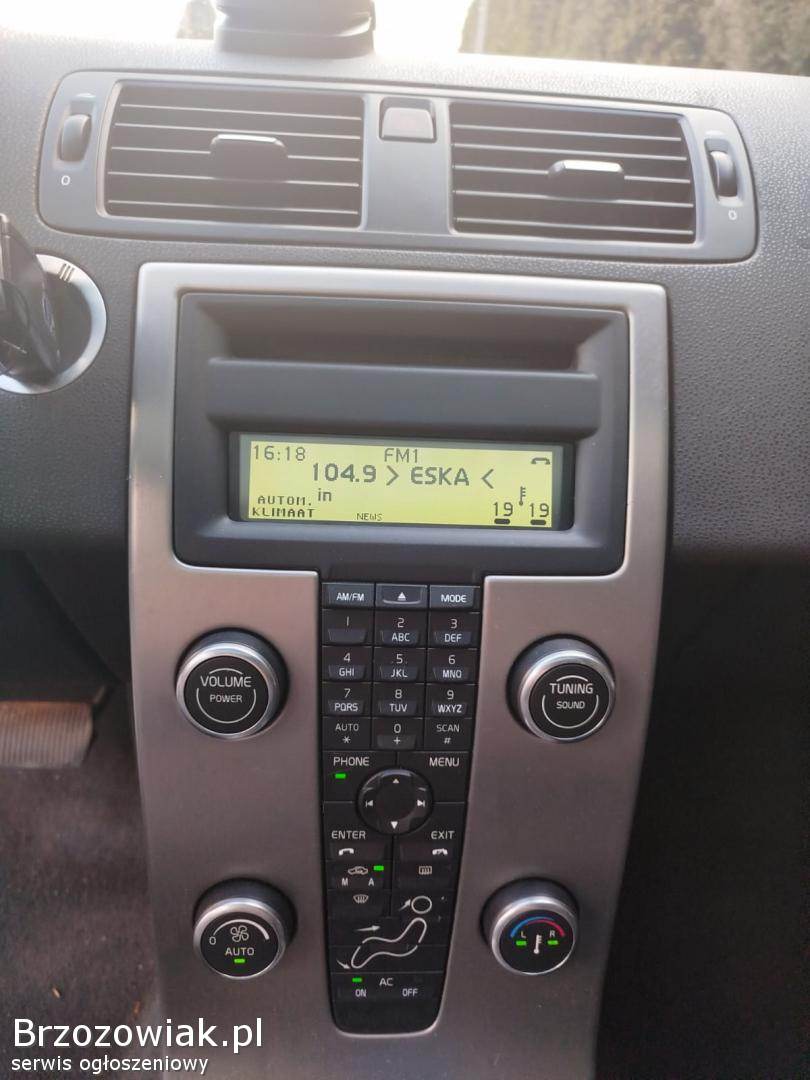 0
0
16:18 FM1
104.9 > ESKA <
in
AUTOM.
KLIMAAT NEWS 19 19
AM/FM MODE
1 2 3
ABC DEF
4 5 6
GHI JKL MNO
7 8 9
PQRS TUV WXYZ
AUTO 0 SCAN
* + #
VOLUME
POWER
TUNING
SOUND
PHONE MENU
ENTER EXIT
M A
0
AUTO
L R
AC
ON OFF
Brzozowiak.pl
serwis ogłoszeniowy